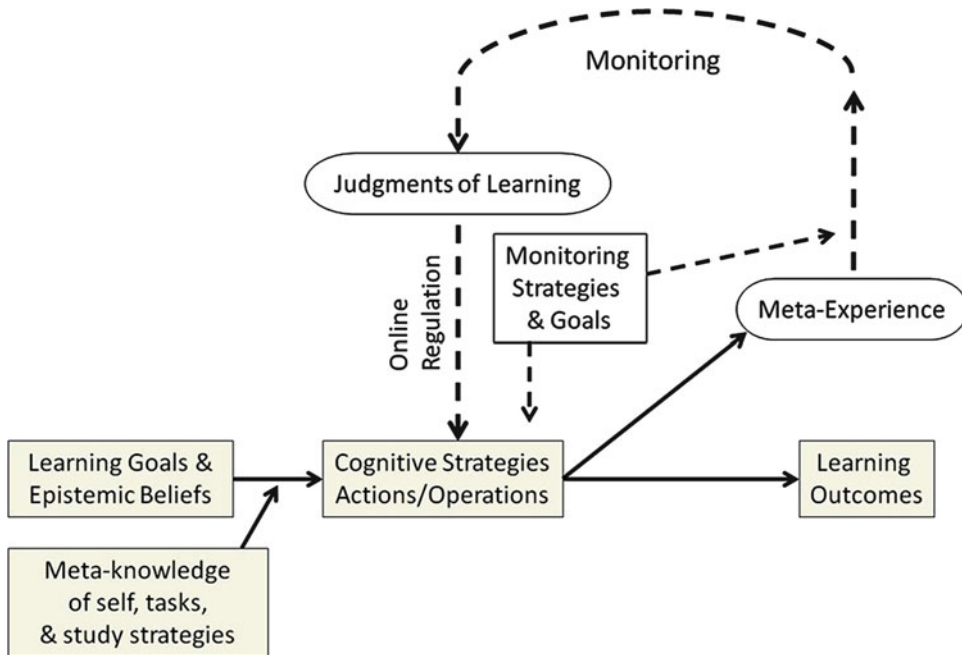 Monitoring
Judgments of Learning
Online
Regulation
Monitoring
Strategies
& Goals
Meta-Experience
Learning Goals &
Epistemic Beliefs
Cognitive Strategies
Actions/Operations
Learning
Outcomes
Meta-knowledge
of self, tasks,
& study strategies